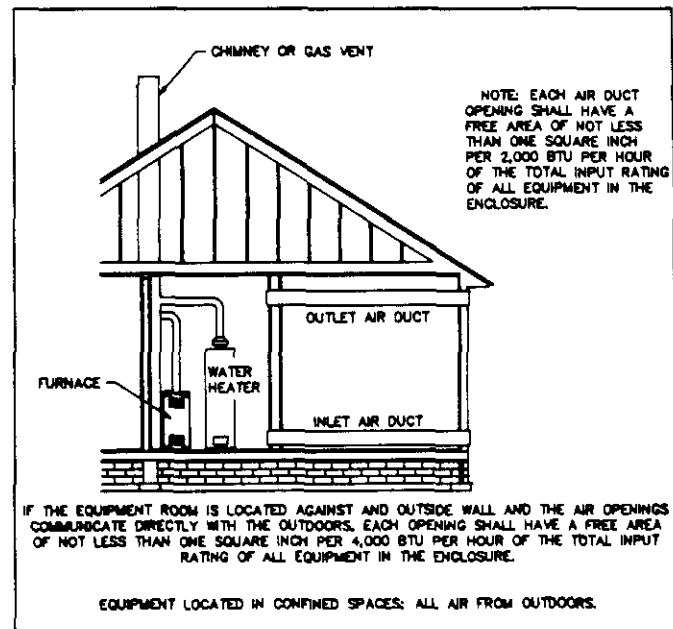 CHIMNEY OR GAS VENT
NOTE: EACH AIR DUCT
OPENING SHALL HAVE A
FREE AREA OF NOT LESS
THAN ONE SQUARE INCH
PER 2,000 BTU PER HOUR
OF THE TOTAL INPUT RATING
OF ALL EQUIPMENT IN THE
ENCLOSURE.
OUTLET AIR DUCT
FURNACE
WATER
HEATER
INLET AIR DUCT
IF THE EQUIPMENT ROOM IS LOCATED AGAINST AND OUTSIDE WALL AND THE AIR OPENINGS
COMMUNICATE DIRECTLY WITH THE OUTDOORS, EACH OPENING SHALL HAVE A FREE AREA
OF NOT LESS THAN ONE SQUARE INCH PER 4,000 BTU PER HOUR OF THE TOTAL INPUT
RATING OF ALL EQUIPMENT IN THE ENCLOSURE.
EQUIPMENT LOCATED IN CONFINED SPACES; ALL AIR FROM OUTDOORS.